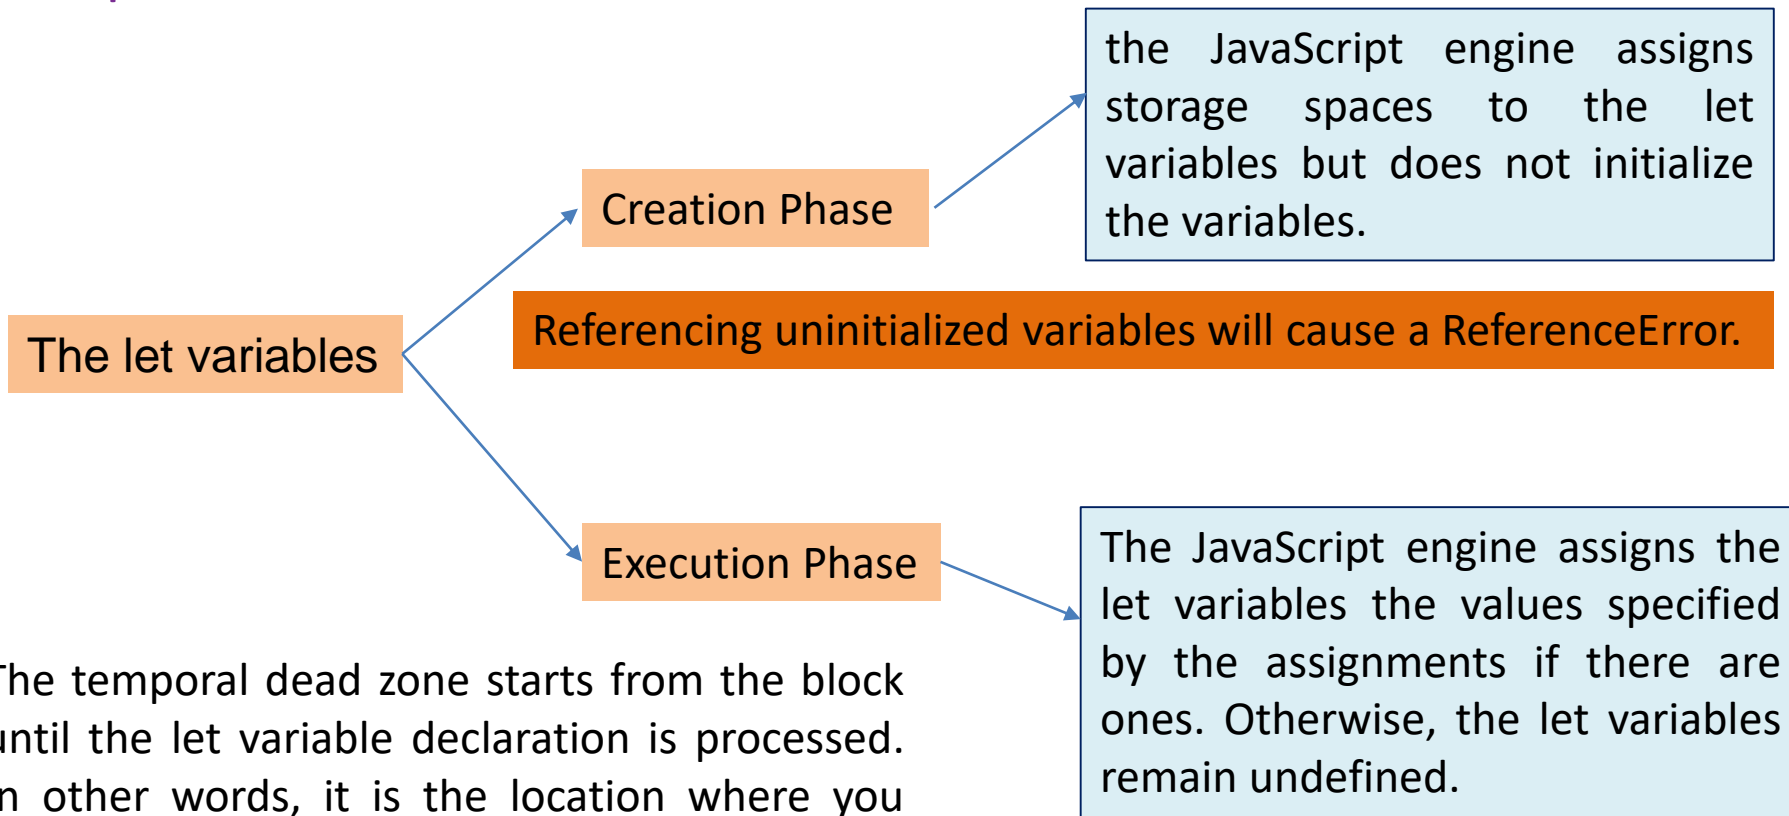 the JavaScript engine assigns
storage spaces to the let
variables but does not initialize
the variables.
Creation Phase
Referencing uninitialized variables will cause a ReferenceError.
The let variables
Execution Phase
The JavaScript engine assigns the
let variables the values specified
by the assignments if there are
ones. Otherwise, the let variables
remain undefined.
The temporal dead zone starts from the block
until the let variable declaration is processed.
In other words, it is the location where you